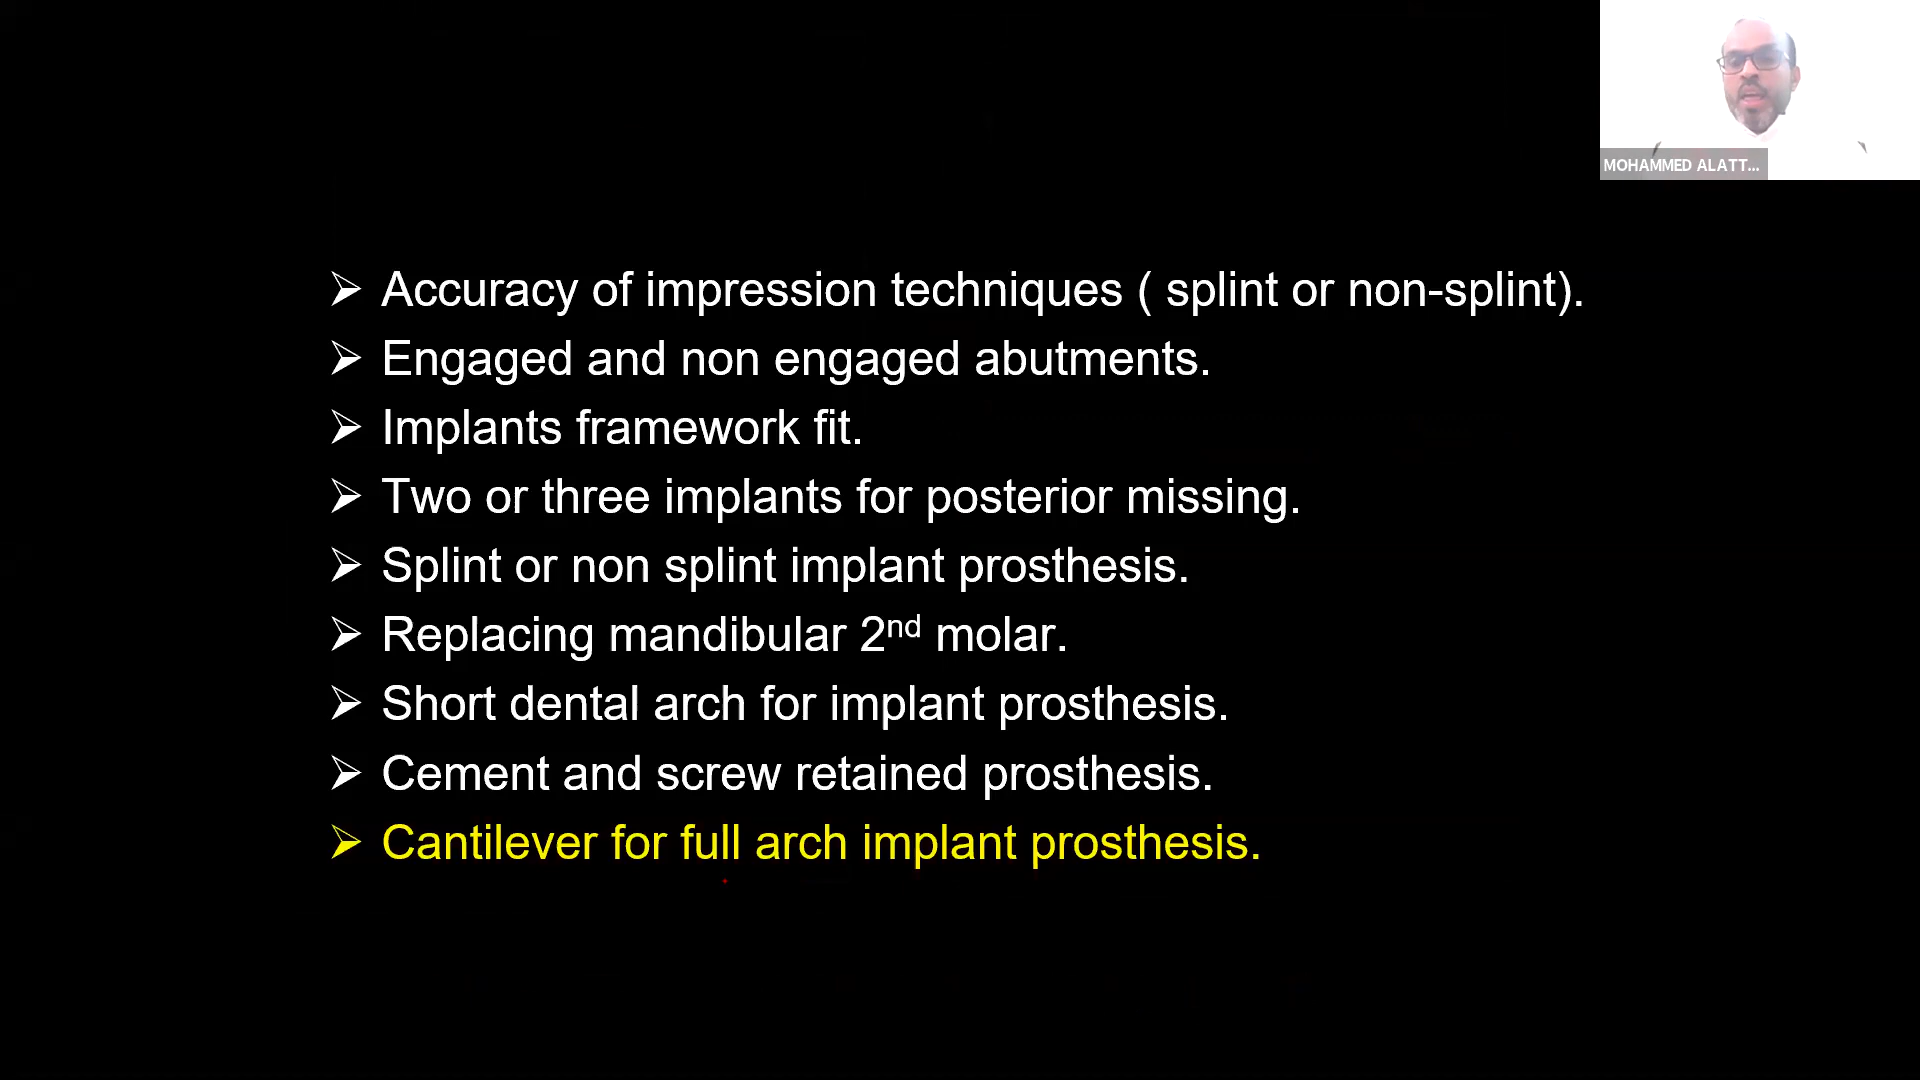 MOHAMMED ALATT...
➢ Accuracy of impression techniques ( splint or non-splint).
➢ Engaged and non engaged abutments.
➢ Implants framework fit.
➢ Two or three implants for posterior missing.
➢ Splint or non splint implant prosthesis.
➢ Replacing mandibular 2nd molar.
➢ Short dental arch for implant prosthesis.
➢ Cement and screw retained prosthesis.
➢ Cantilever for full arch implant prosthesis.